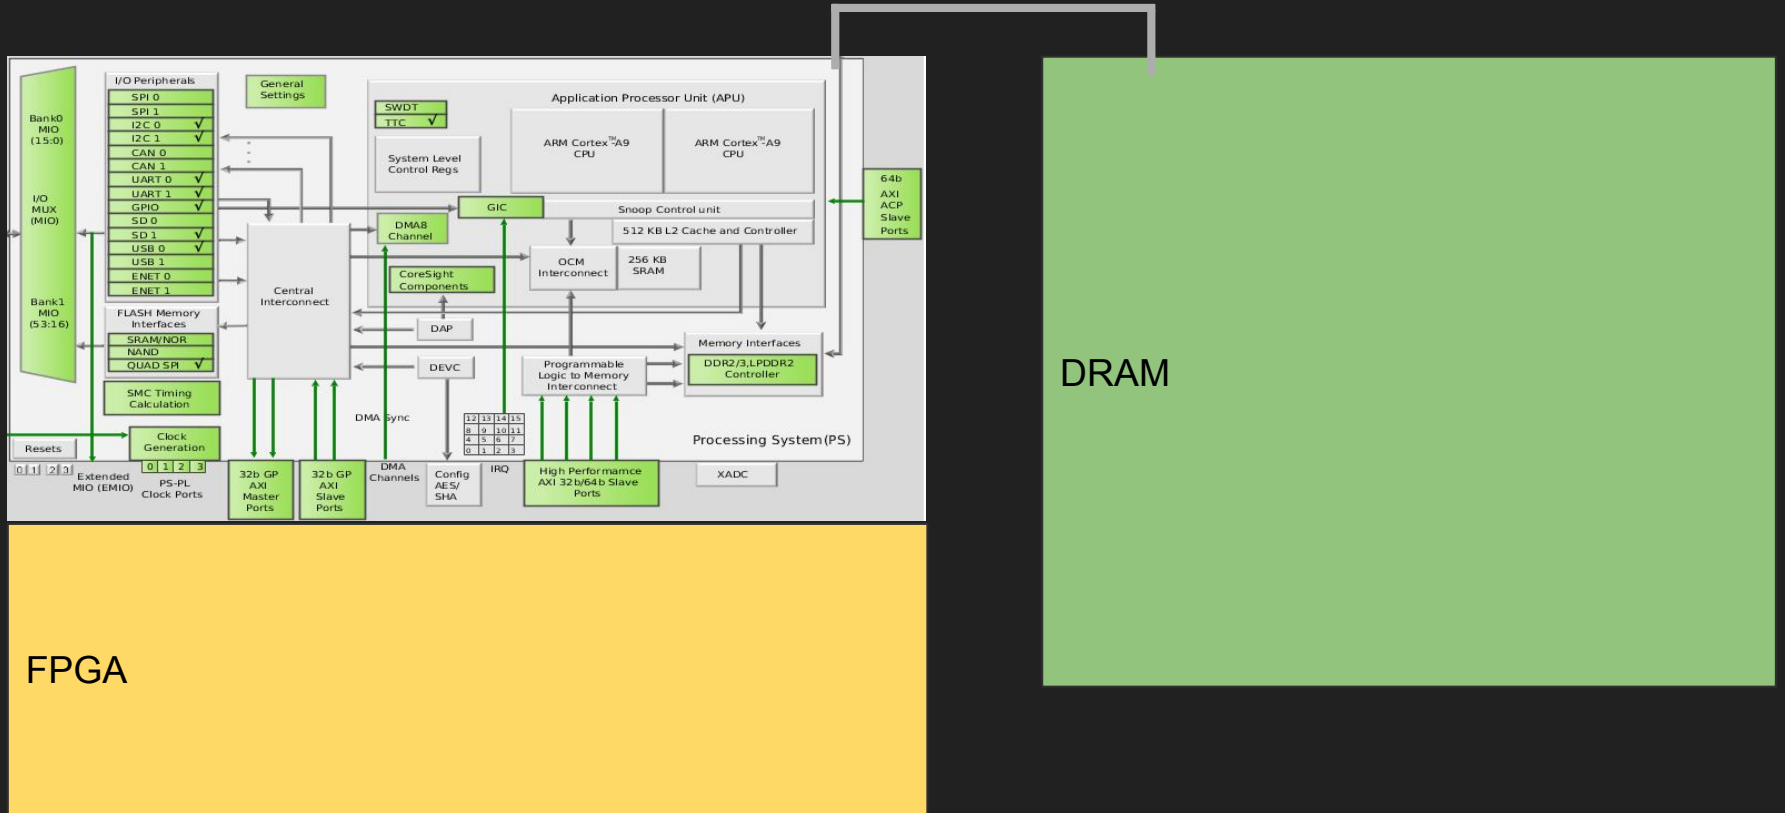 I/O Peripherals
SPI 0
SPI 1
I2C 0 √
I2C 1 √
CAN 0
CAN 1
UART 0 √
UART 1 √
GPIO √
SD 0
SD 1 √
USB 0 √
USB 1
ENET 0
ENET 1
Bank0
MIO
(15:0)
I/O
MUX
(MIO)
Bank1
MIO
(53:16)
FLASH Memory
Interfaces
SRAM/NOR
NAND
QUAD SPI √
SMC Timing
Calculation
General
Settings
SWDT
TTC √
System Level
Control Regs
Application Processor Unit (APU)
ARM Cortex™-A9
CPU
ARM Cortex™-A9
CPU
GIC
Snoop Control unit
DMA8
Channel
512 KB L2 Cache and Controller
OCM
Interconnect
256 KB
SRAM
CoreSight
Components
Central
Interconnect
DAP
DEVC
Programmable
Logic to Memory
Interconnect
Memory Interfaces
DDR2/3,LPDDR2
Controller
64b
AXI
ACP
Slave
Ports
DMA Sync
12 13 14 15
8 9 10 11
4 5 6 7
0 1 2 3
Processing System(PS)
Resets
0 1 2 3
Clock
Generation
0 1 2 3
Extended
MIO (EMIO)
PS-PL
Clock Ports
32b GP
AXI
Master
Ports
32b GP
AXI
Slave
Ports
DMA
Channels
Config
AES/
SHA
IRQ
High Performamce
AXI 32b/64b Slave
Ports
XADC
FPGA
DRAM